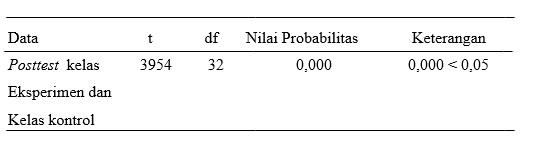 Data t df Nilai Probabilitas Keterangan
Posttest kelas 3954 32 0,000 0,000 < 0,05
Eksperimen dan
Kelas kontrol